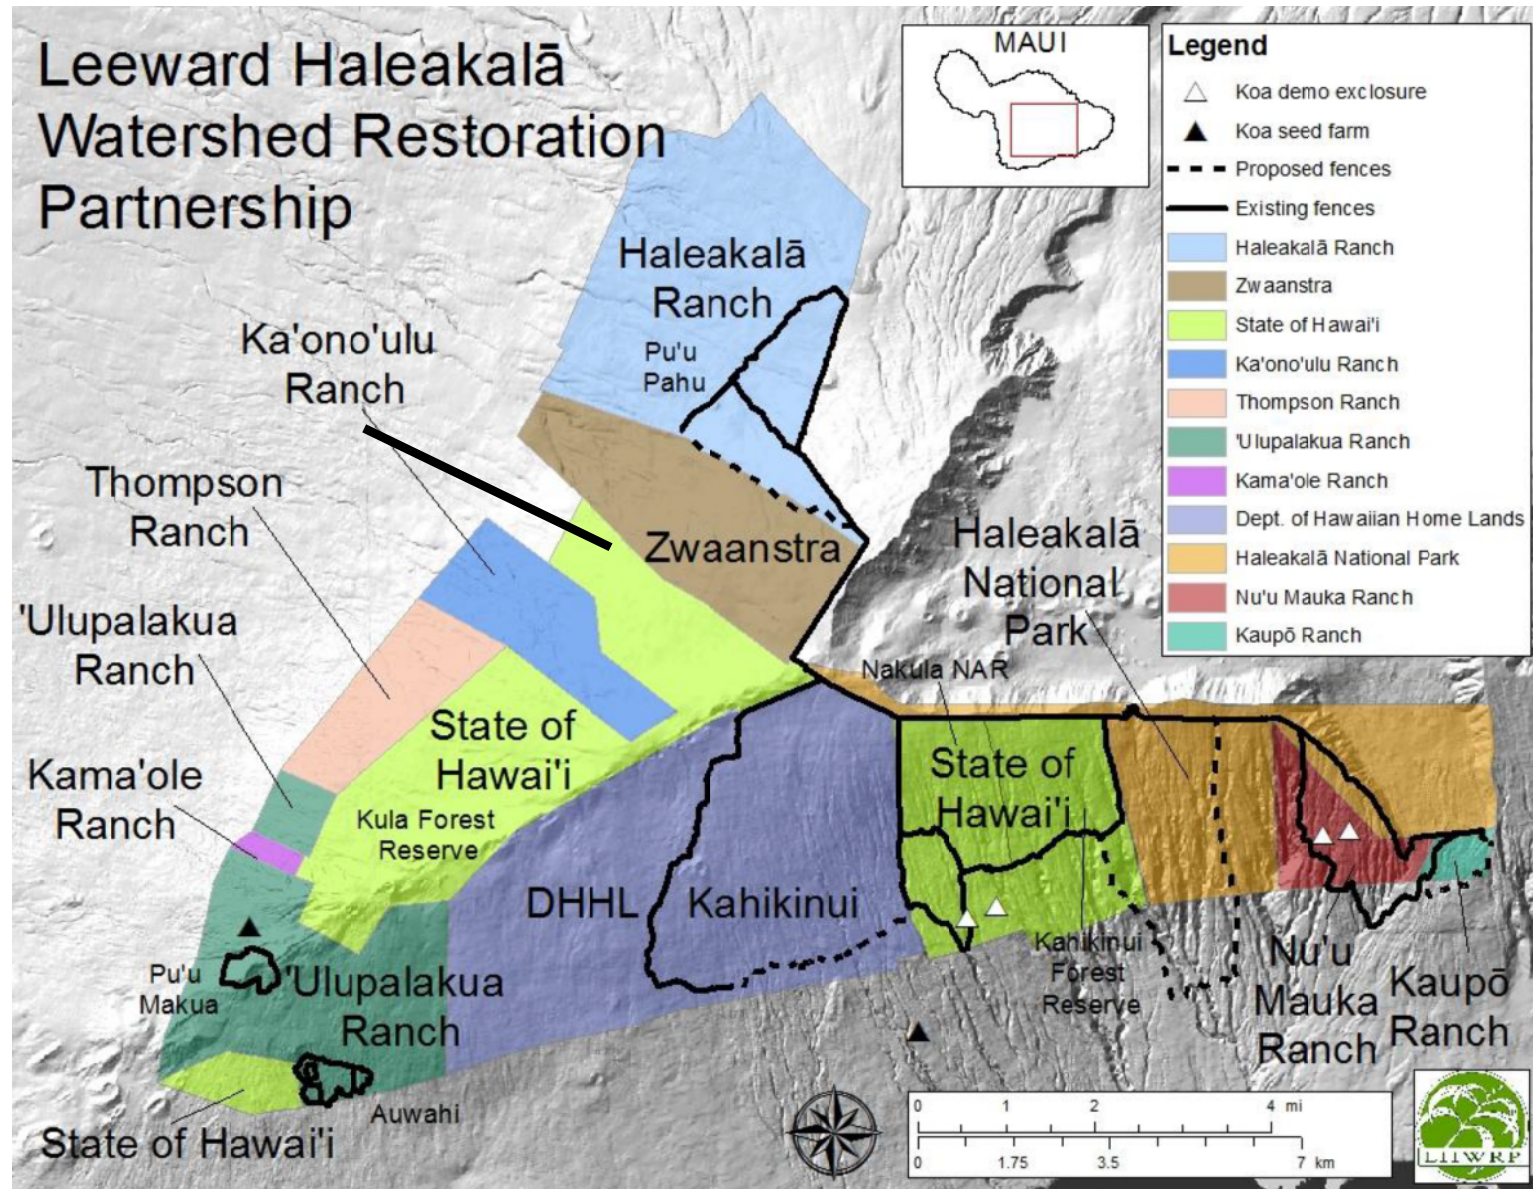 Leeward Haleakalā
Watershed Restoration
Partnership
MAUI
Legend
Koa demo exclosure
Koa seed farm
Proposed fences
Existing fences
Haleakalā Ranch
Zwaanstra
State of Hawai'i
Ka'ono'ulu Ranch
Thompson Ranch
'Ulupalakua Ranch
Kama'ole Ranch
Dept. of Hawaiian Home Lands
Haleakalā National Park
Nu'u Mauka Ranch
Kaupō Ranch
Haleakalā
Ranch
Pu'u
Pahu
Ka'ono'ulu
Ranch
Thompson
Ranch
Zwaanstra
Haleakalā
National
Park
'Ulupalakua
Ranch
Nakula NAR
State of
Hawai'i
Kama'ole
Ranch
Kula Forest
Reserve
State of
Hawai'i
DHHL
Kahikinui
Kahikinui
Forest
Reserve
Nu'u
Mauka
Ranch
Kaupō
Ranch
Pu'u
Makua
'Ulupalakua
Ranch
Auwahi
State of Hawai'i
0 1 2 4 mi
0 1.75 3.5 7 km
LHWRP